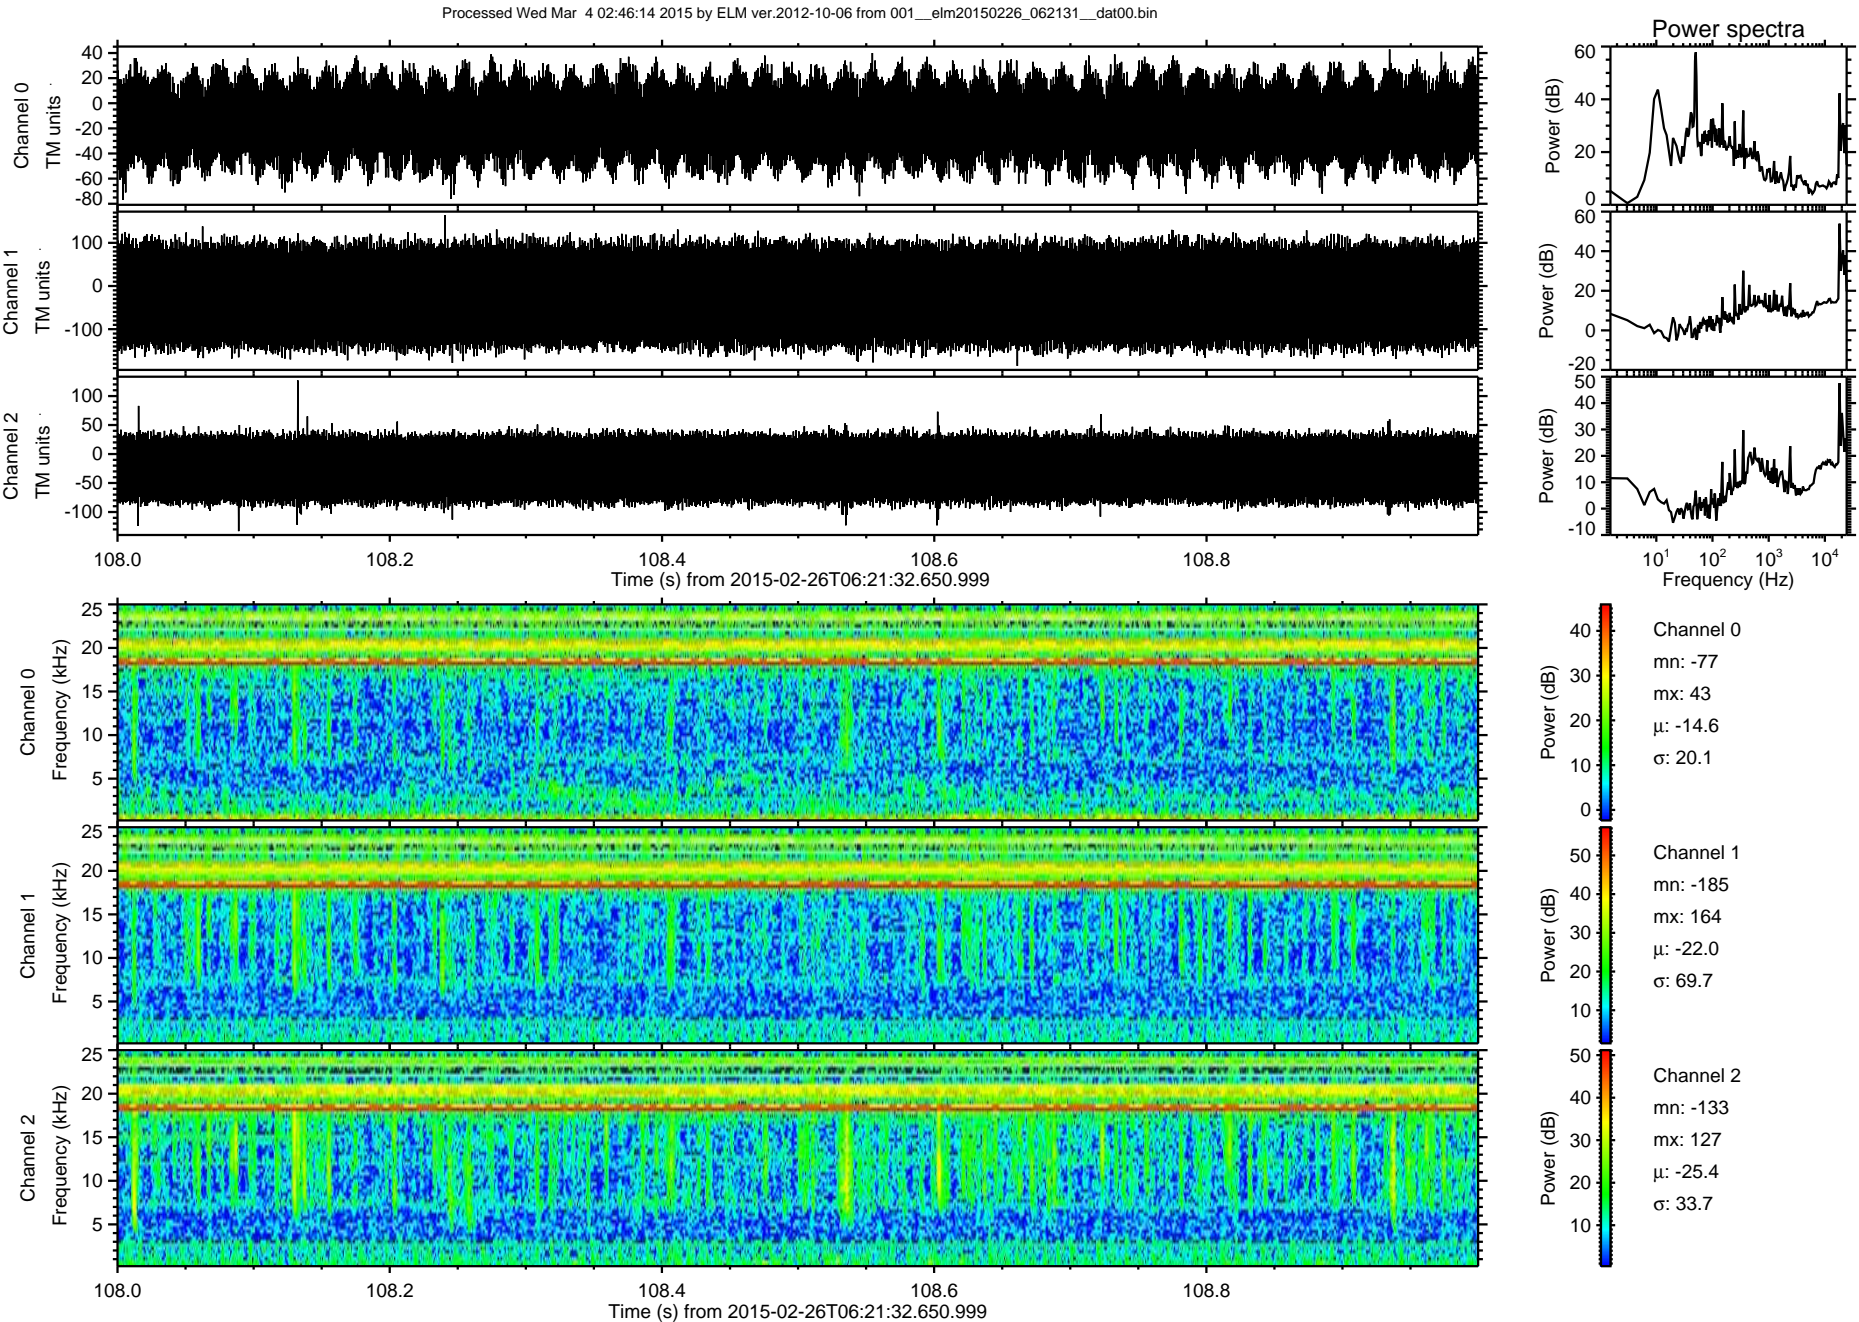 Processed Wed Mar  4 02:46:14 2015 by ELM ver.2012-10-06 from 001__elm20150226_062131__dat00.bin
Power spectra
Channel 0
TM units
40
20
0
-20
-40
-60
-80
Power (dB)
60
40
20
0
Channel 1
TM units
100
0
-100
Power (dB)
60
40
20
0
-20
Channel 2
TM units
100
50
0
-50
-100
Power (dB)
50
40
30
20
10
0
-10
108.0 108.2 108.4 108.6 108.8
Time (s) from 2015-02-26T06:21:32.650.999
10¹ 10² 10³ 10⁴
Frequency (Hz)
Channel 0
Frequency (kHz)
25
20
15
10
5
Power (dB)
40
30
20
10
0
Channel 0
mn: -77
mx: 43
μ: -14.6
σ: 20.1
Channel 1
Frequency (kHz)
25
20
15
10
5
Power (dB)
50
40
30
20
10
Channel 1
mn: -185
mx: 164
μ: -22.0
σ: 69.7
Channel 2
Frequency (kHz)
25
20
15
10
5
Power (dB)
50
40
30
20
10
Channel 2
mn: -133
mx: 127
μ: -25.4
σ: 33.7
108.0 108.2 108.4 108.6 108.8
Time (s) from 2015-02-26T06:21:32.650.999